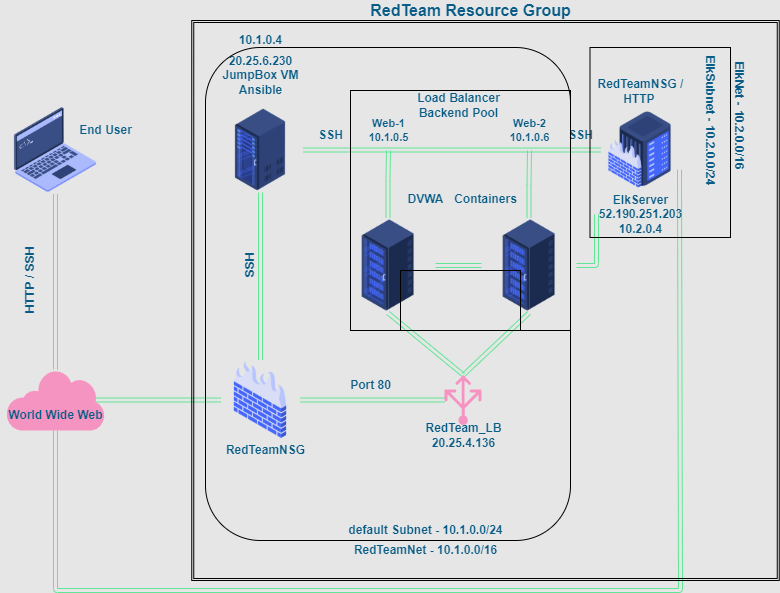 RedTeam Resource Group
10.1.0.4
20.25.6.230
JumpBox VM
Ansible
End User
SSH
Load Balancer
Backend Pool
Web-1
10.1.0.5
Web-2
10.1.0.6
SSH
RedTeamNSG /
HTTP
ElkSubnet - 10.2.0.0/24
ElkNet - 10.2.0.0/16
DVWA Containers
ElkServer
52.190.251.203
10.2.0.4
HTTP / SSH
SSH
World Wide Web
Port 80
RedTeamNSG
RedTeam_LB
20.25.4.136
default Subnet - 10.1.0.0/24
RedTeamNet - 10.1.0.0/16